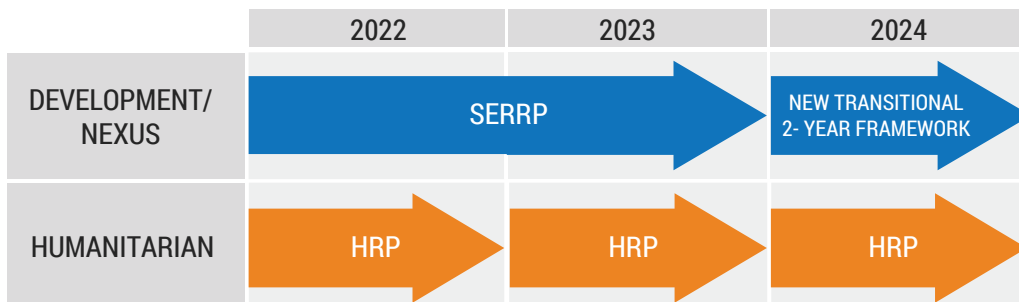 2022
2023
2024
DEVELOPMENT/
NEXUS
SERRP
NEW TRANSITIONAL
2- YEAR FRAMEWORK
HUMANITARIAN
HRP
HRP
HRP